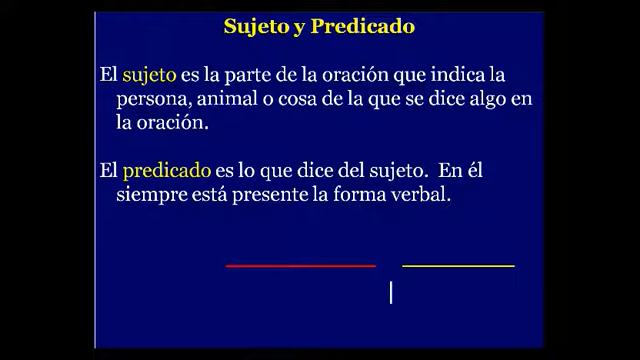 Sujeto y Predicado
El sujeto es la parte de la oración que indica la
persona, animal o cosa de la que se dice algo en
la oración.
El predicado es lo que dice del sujeto. En él
siempre está presente la forma verbal.